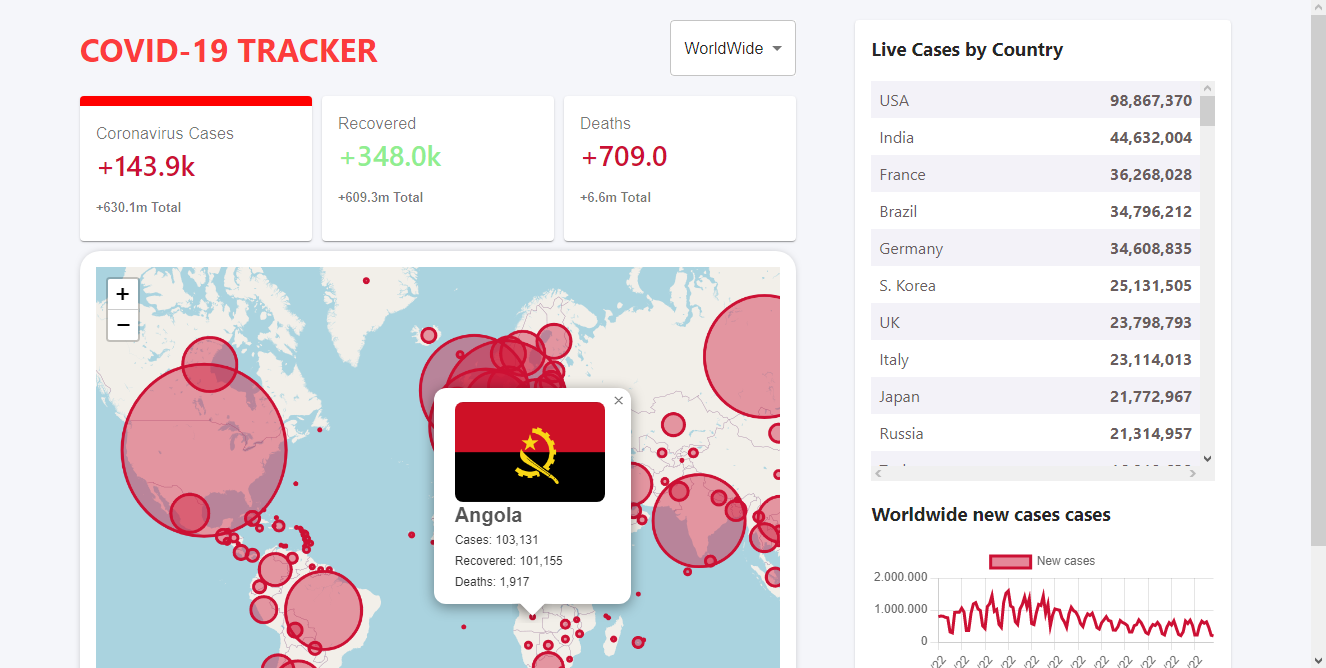 COVID-19 TRACKER
WorldWide
Coronavirus Cases
+143.9k
+630.1m Total
Recovered
+348.0k
+609.3m Total
Deaths
+709.0
+6.6m Total
+
−
×
Angola
Cases: 103,131
Recovered: 101,155
Deaths: 1,917
Live Cases by Country
USA 98,867,370
India 44,632,004
France 36,268,028
Brazil 34,796,212
Germany 34,608,835
S. Korea 25,131,505
UK 23,798,793
Italy 23,114,013
Japan 21,772,967
Russia 21,314,957
Worldwide new cases cases
New cases
2.000.000
1.000.000
0